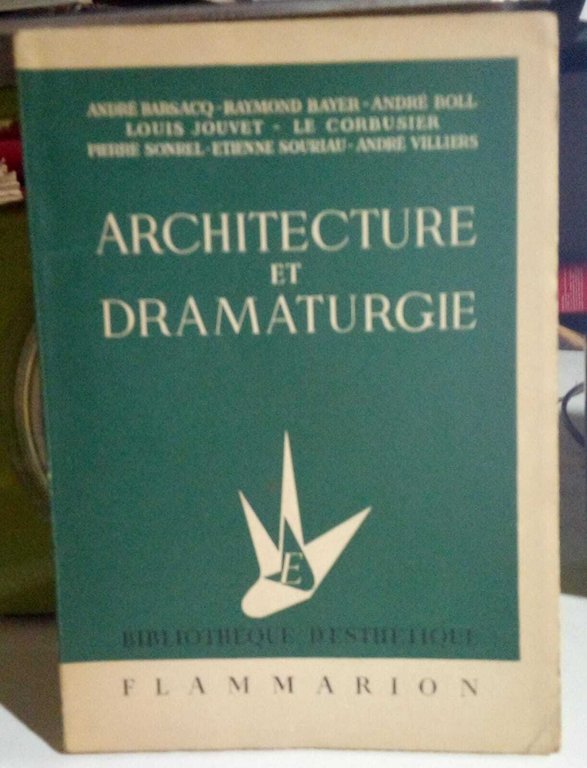 ANDRÉ BARSACQ - RAYMOND BAYER - ANDRÉ BOLL
LOUIS JOUVET - LE CORBUSIER
PIERRE SONREL - ETIENNE SOURIAU - ANDRÉ VILLIERS
ARCHITECTURE
ET
DRAMATURGIE
E
BIBLIOTHÈQUE D'ESTHÉTIQUE
FLAMMARION